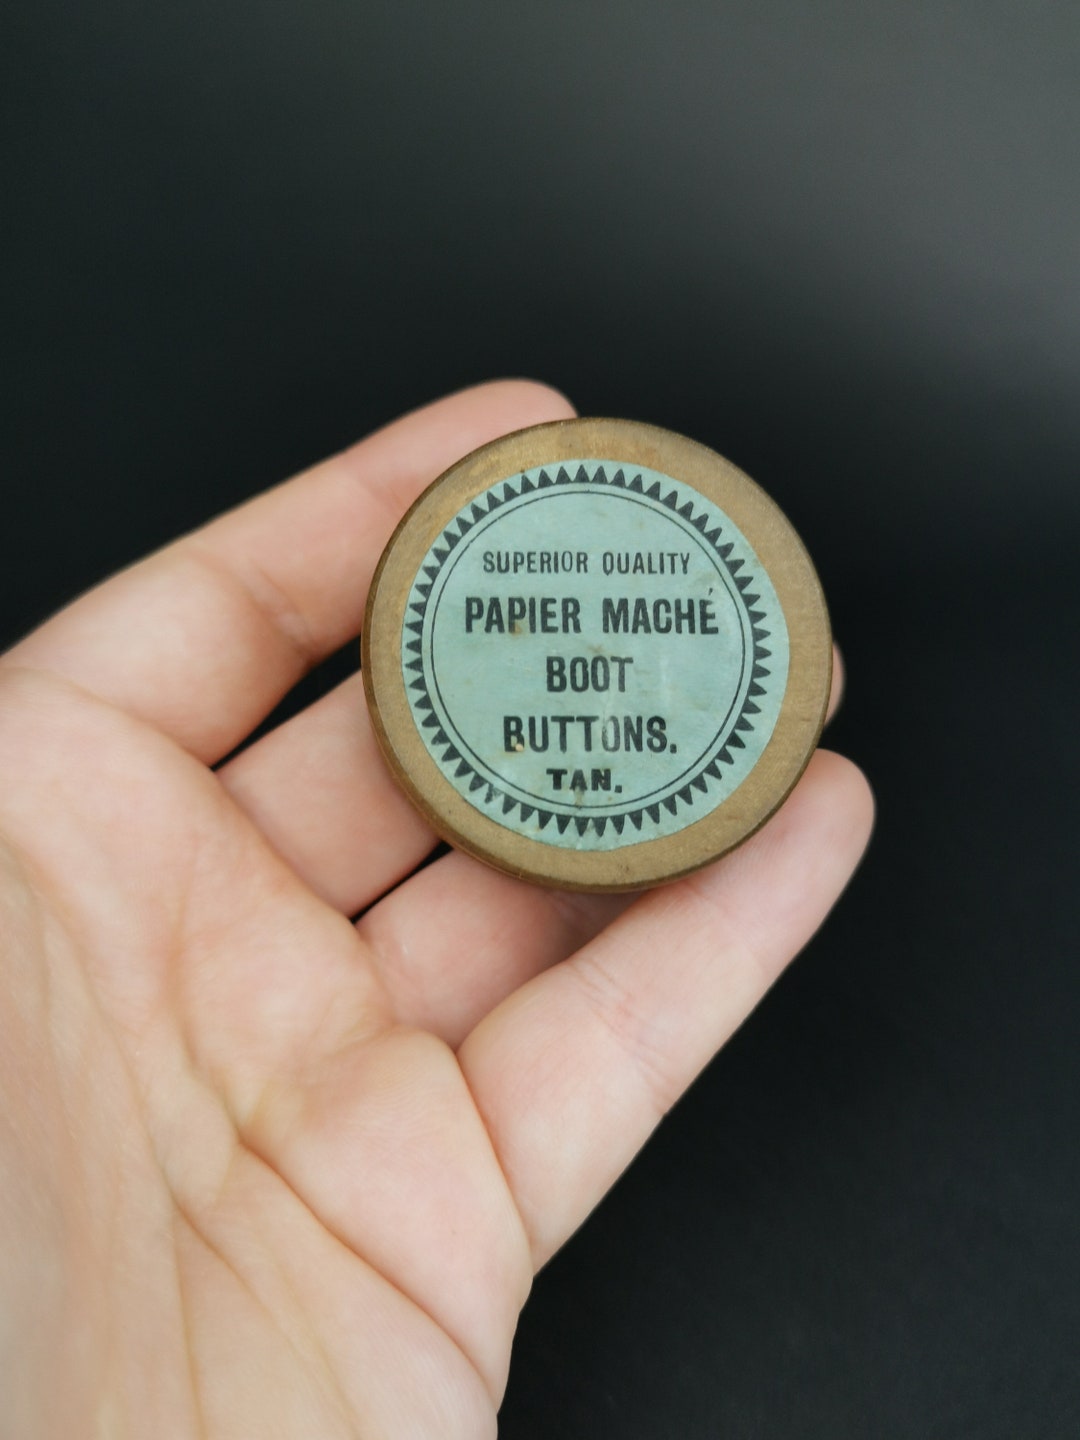 SUPERIOR QUALITY
PAPIER MACHÉ
BOOT
BUTTONS.
TAN.